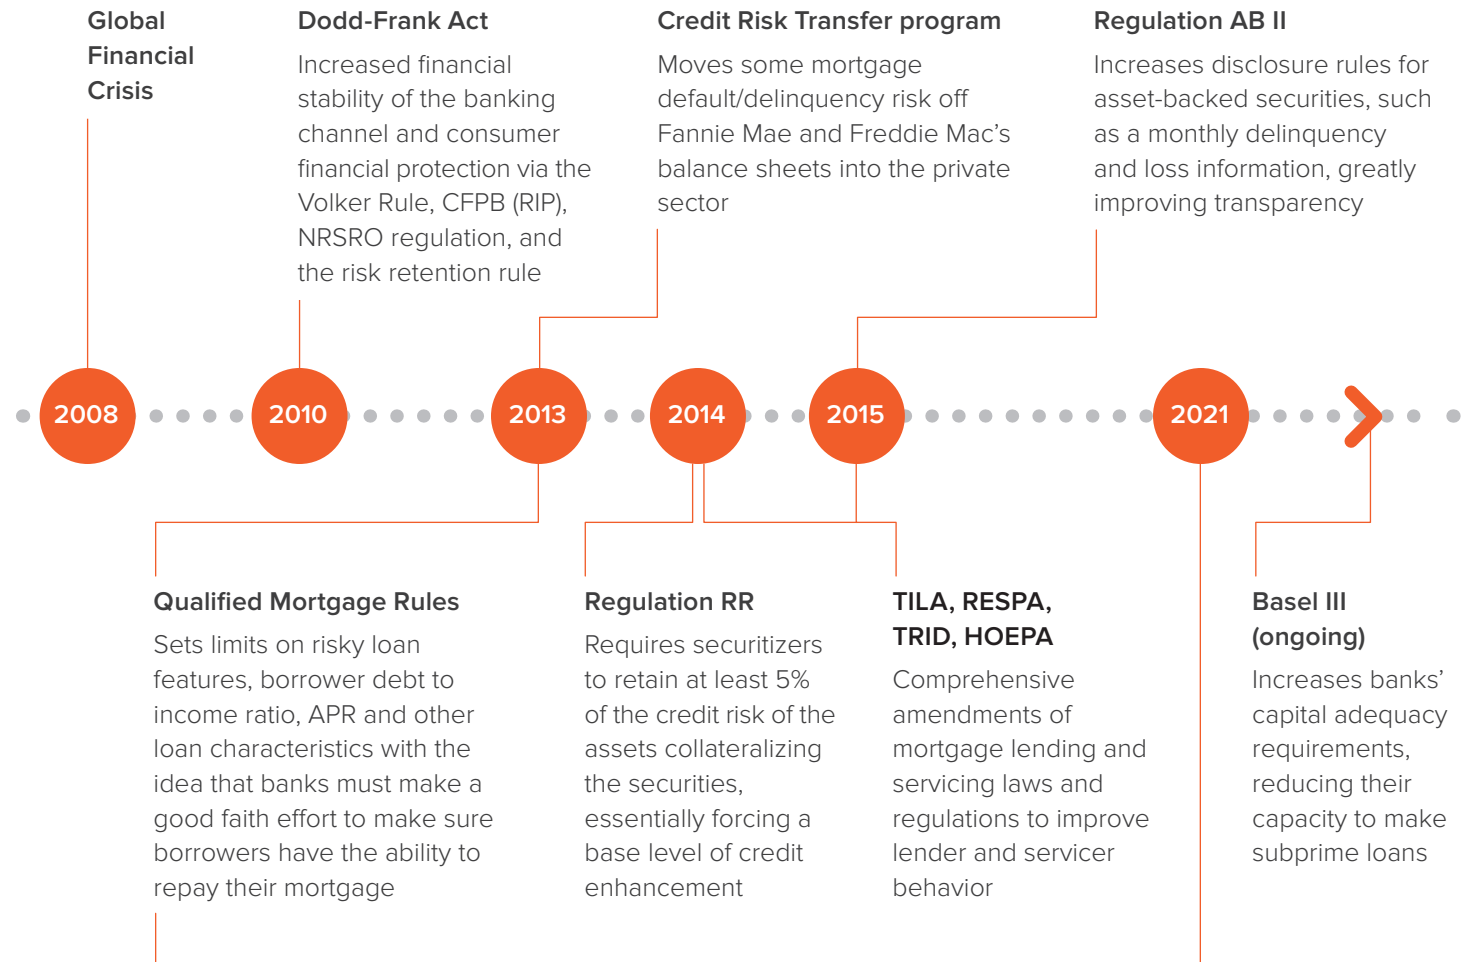 Global
Financial
Crisis
Dodd-Frank Act
Increased financial
stability of the banking
channel and consumer
financial protection via the
Volker Rule, CFPB (RIP),
NRSRO regulation, and
the risk retention rule
Credit Risk Transfer program
Moves some mortgage
default/delinquency risk off
Fannie Mae and Freddie Mac’s
balance sheets into the private
sector
Regulation AB II
Increases disclosure rules for
asset-backed securities, such
as a monthly delinquency
and loss information, greatly
improving transparency
2008
2010
2013
2014
2015
2021
Qualified Mortgage Rules
Sets limits on risky loan
features, borrower debt to
income ratio, APR and other
loan characteristics with the
idea that banks must make a
good faith effort to make sure
borrowers have the ability to
repay their mortgage
Regulation RR
Requires securitizers
to retain at least 5%
of the credit risk of the
assets collateralizing
the securities,
essentially forcing a
base level of credit
enhancement
TILA, RESPA,
TRID, HOEPA
Comprehensive
amendments of
mortgage lending and
servicing laws and
regulations to improve
lender and servicer
behavior
Basel III
(ongoing)
Increases banks’
capital adequacy
requirements,
reducing their
capacity to make
subprime loans